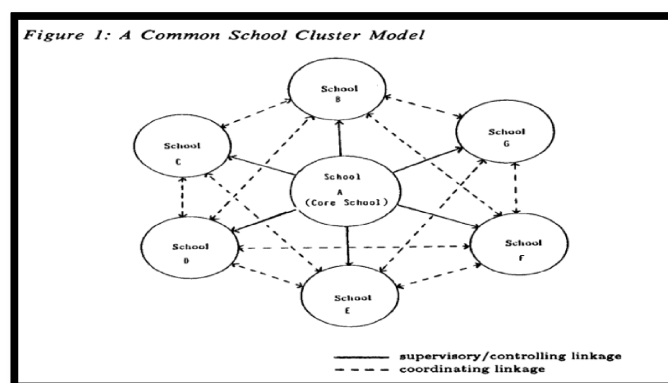 Figure 1: A Common School Cluster Model
School
B
School
C
School
G
School
A
(Core School)
School
D
School
F
School
E
supervisory/controlling linkage
coordinating linkage